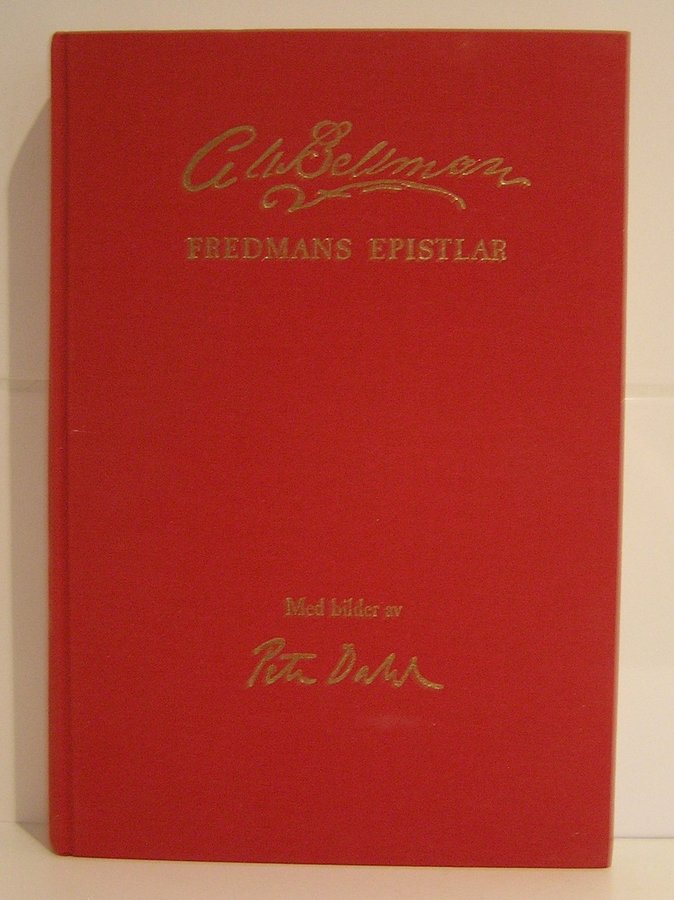 C M Bellman
FREDMANS EPISTLAR
Med bilder av
Peter Dahl